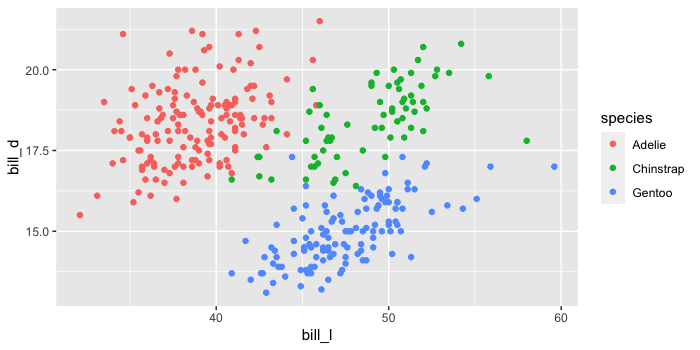 20.0
17.5
15.0
bill_d
40
50
60
bill_l
species
Adelie
Chinstrap
Gentoo